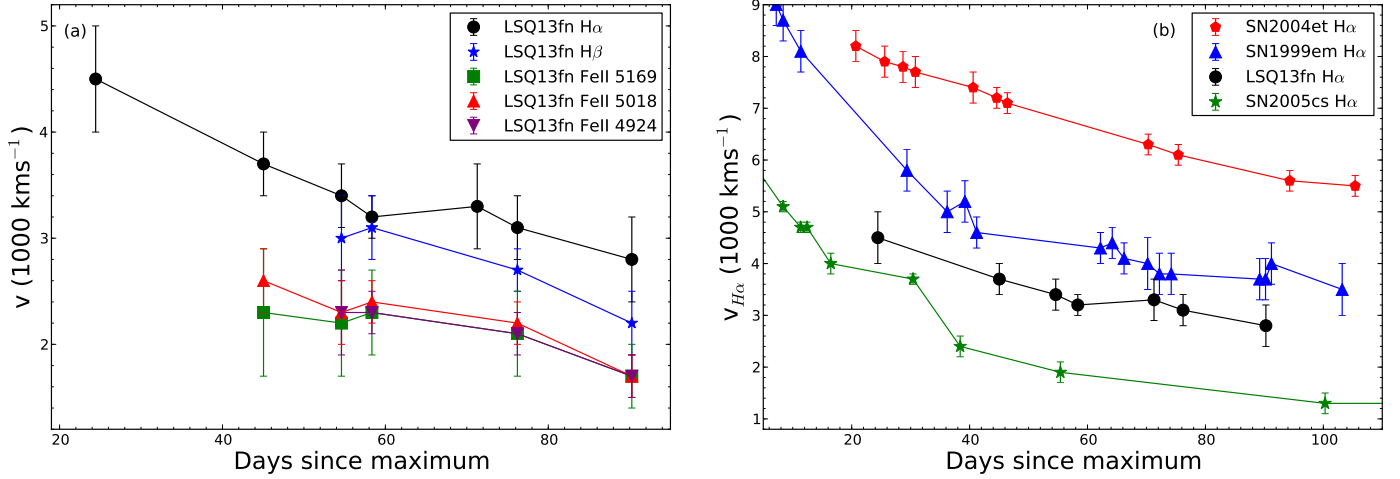 (a)
LSQ13fn Hα
LSQ13fn Hβ
LSQ13fn FeII 5169
LSQ13fn FeII 5018
LSQ13fn FeII 4924
5
4
3
2
v (1000 kms⁻¹)
20 40 60 80
Days since maximum
(b)
SN2004et Hα
SN1999em Hα
LSQ13fn Hα
SN2005cs Hα
9
8
7
6
5
4
3
2
1
v_Hα (1000 kms⁻¹)
20 40 60 80 100
Days since maximum